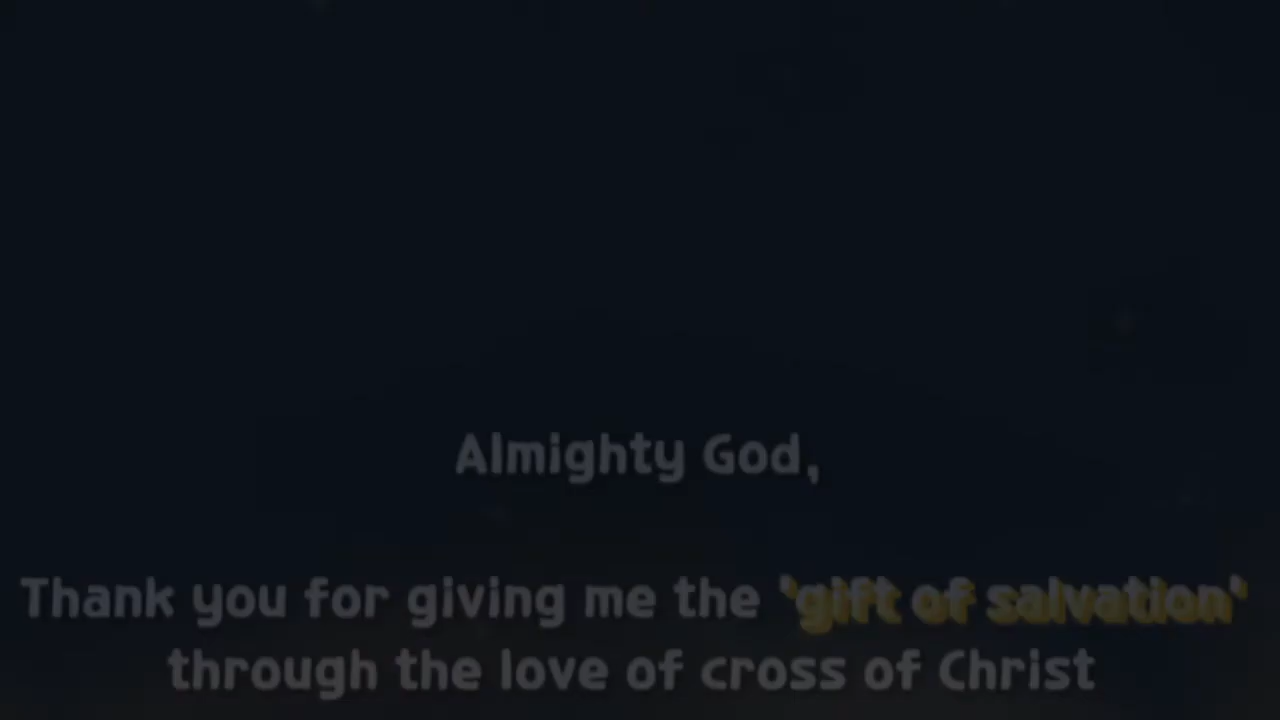 Almighty God,
Thank you for giving me the 'gift of salvation'
through the love of cross of Christ